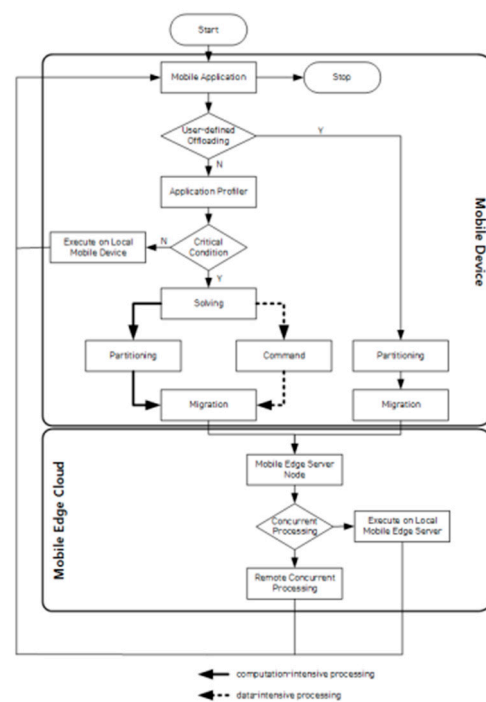 Start
Mobile Application
Stop
User-defined
Offloading
Y
N
Application Profiler
Execute on Local
Mobile Device
N
Critical
Condition
Y
Solving
Partitioning
Command
Partitioning
Migration
Migration
Mobile Device
Mobile Edge Server
Node
Concurrent
Processing
Execute on Local
Mobile Edge Server
Remote Concurrent
Processing
Mobile Edge Cloud
computation-intensive processing
data-intensive processing